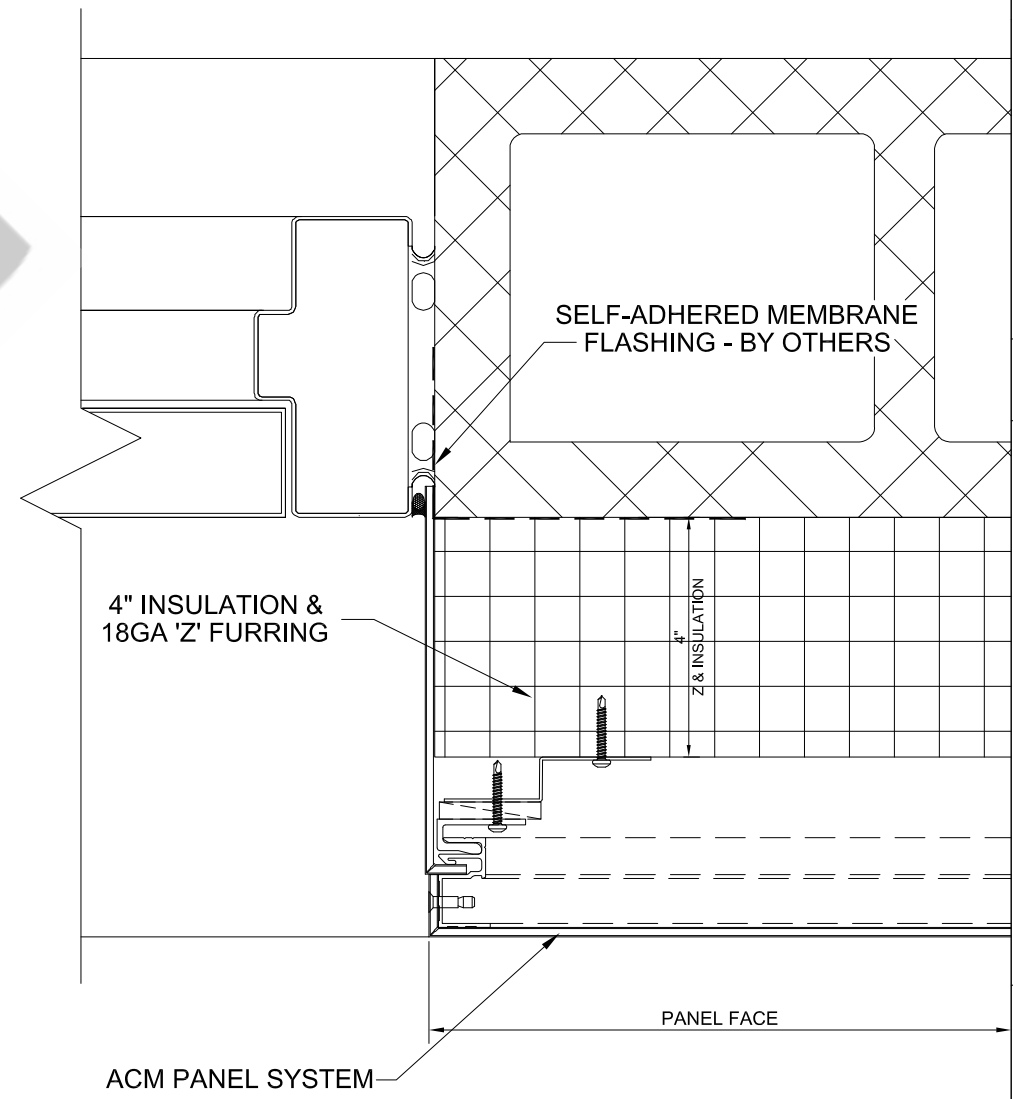 SELF-ADHERED MEMBRANE
FLASHING - BY OTHERS
4" INSULATION &
18GA 'Z' FURRING
4"
Z & INSULATION
PANEL FACE
ACM PANEL SYSTEM